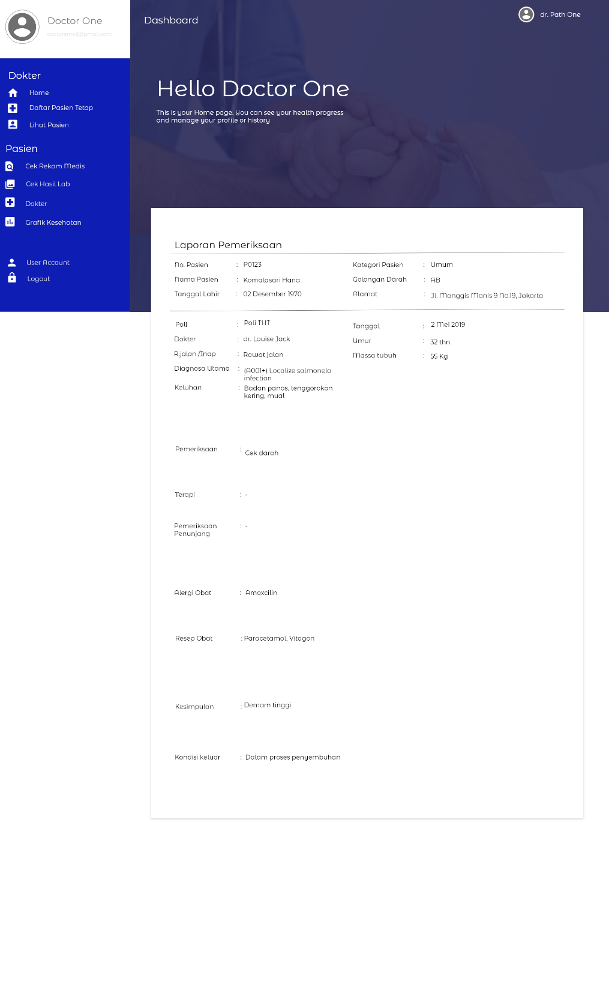 Doctor One
doctoremail@gmail.com
Dashboard
dr. Path One
Dokter
Home
Daftar Pasien Tetap
Lihat Pasien
Pasien
Cek Rekam Medis
Cek Hasil Lab
Dokter
Grafik Kesehatan
User Account
Logout
Hello Doctor One
This is your Home page. You can see your health progress
and manage your profile or history
Laporan Pemeriksaan
No. Pasien : P0123
Kategori Pasien : Umum
Nama Pasien : Komalasari Hana
Golongan Darah : AB
Tanggal Lahir : 02 Desember 1970
Alamat : Jl. Manggis Manis 9 No.19, Jakarta
Poli : Poli THT
Tanggal : 2 Mei 2019
Dokter : dr. Louise Jack
Umur : 32 thn
R.jalan /Inap : Rawat jalan
Massa tubuh : 55 Kg
Diagnosa Utama : (A001+) Localize salmonela
infection
Keluhan : Badan panas, tenggorokan
kering, mual
Pemeriksaan : Cek darah
Terapi : -
Pemeriksaan : -
Penunjang
Alergi Obat : Amoxcilin
Resep Obat : Paracetamol, Vitagon
Kesimpulan : Demam tinggi
Kondisi keluar : Dalam proses penyembuhan